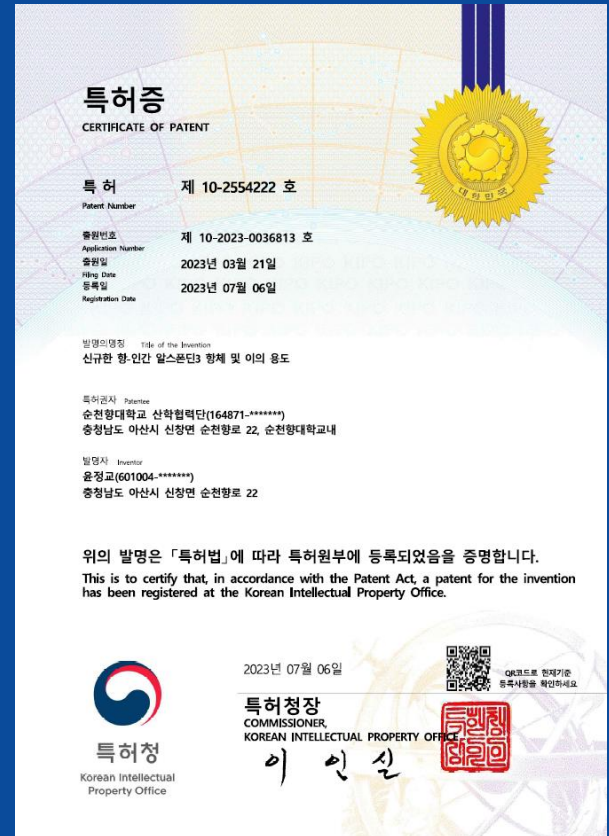 특허증
CERTIFICATE OF PATENT
대한민국
특 허 제 10-2554222 호
Patent Number
출원번호 제 10-2023-0036813 호
Application Number
출원일 2023년 03월 21일
Filing Date
등록일 2023년 07월 06일
Registration Date
발명의명칭 Title of the Invention
신규한 항-인간 알스폰딘3 항체 및 이의 용도
특허권자 Patentee
순천향대학교 산학협력단(164871-*******)
충청남도 아산시 신창면 순천향로 22, 순천향대학교내
발명자 Inventor
윤정교(601004-*******)
충청남도 아산시 신창면 순천향로 22
위의 발명은 「특허법」에 따라 특허원부에 등록되었음을 증명합니다.
This is to certify that, in accordance with the Patent Act, a patent for the invention
has been registered at the Korean Intellectual Property Office.
2023년 07월 06일
QR코드로 현재기준
등록사항을 확인하세요
특허청장
COMMISSIONER,
KOREAN INTELLECTUAL PROPERTY OFFICE
이 인 실
특허청
Korean Intellectual
Property Office